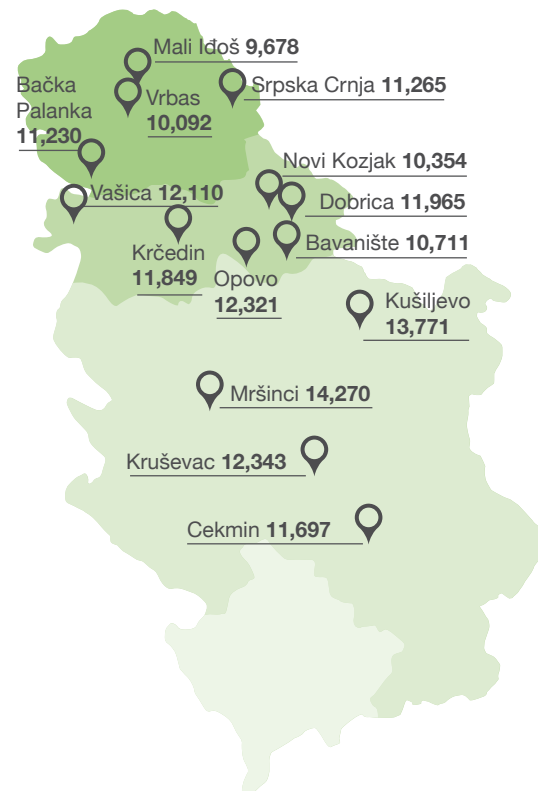 Mali Iđoš 9,678
Bačka
Palanka
11,230
Vrbas
10,092
Srpska Crnja 11,265
Novi Kozjak 10,354
Vašica 12,110
Dobrica 11,965
Krčedin
11,849
Opovo
12,321
Bavanište 10,711
Kušiljevo
13,771
Mršinci 14,270
Kruševac 12,343
Cekmin 11,697